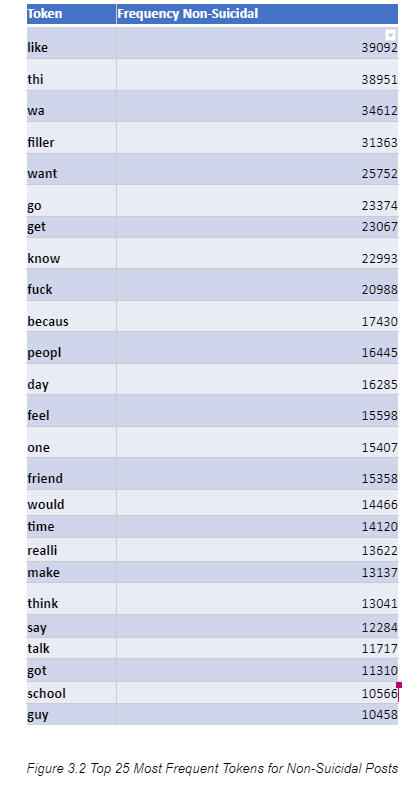 Token Frequency Non-Suicidal
like 39092
thi 38951
wa 34612
filler 31363
want 25752
go 23374
get 23067
know 22993
fuck 20988
becaus 17430
peopl 16445
day 16285
feel 15598
one 15407
friend 15358
would 14466
time 14120
realli 13622
make 13137
think 13041
say 12284
talk 11717
got 11310
school 10566
guy 10458
Figure 3.2 Top 25 Most Frequent Tokens for Non-Suicidal Posts